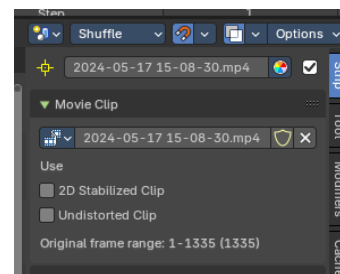 Step 1
Shuffle Options
2024-05-17 15-08-30.mp4
Strip
Movie Clip
Tool
2024-05-17 15-08-30.mp4
Use
Modifiers
2D Stabilized Clip
Undistorted Clip
Original frame range: 1-1335 (1335)
Cache